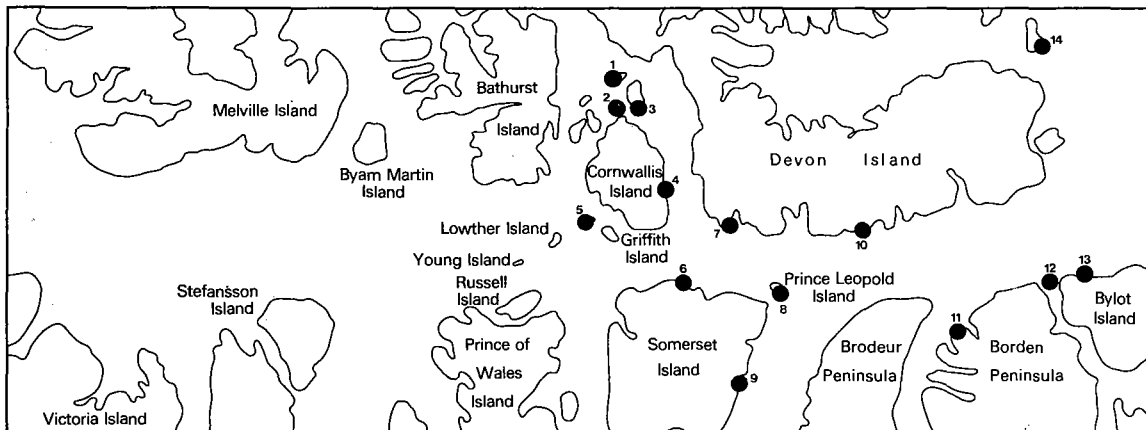 14
1
Bathurst
2
3
Melville Island
Island
Devon Island
Byam Martin
Island
Cornwallis
Island
4
5
Lowther Island
Griffith
Island
7
10
Young Island
Russell
Island
6
Prince Leopold
Island
8
12
13
Bylot
Island
Stefansson
Island
11
Prince of
Wales
Island
Somerset
Island
9
Brodeur
Peninsula
Borden
Peninsula
Victoria Island